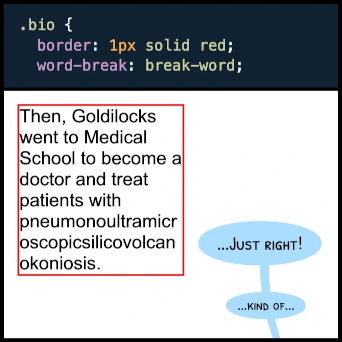 .bio {
border: 1px solid red;
word-break: break-word;
Then, Goldilocks
went to Medical
School to become a
doctor and treat
patients with
pneumonoultramicr
oscopicsilicovolcan
okoniosis.
...Just right!
...kind of...